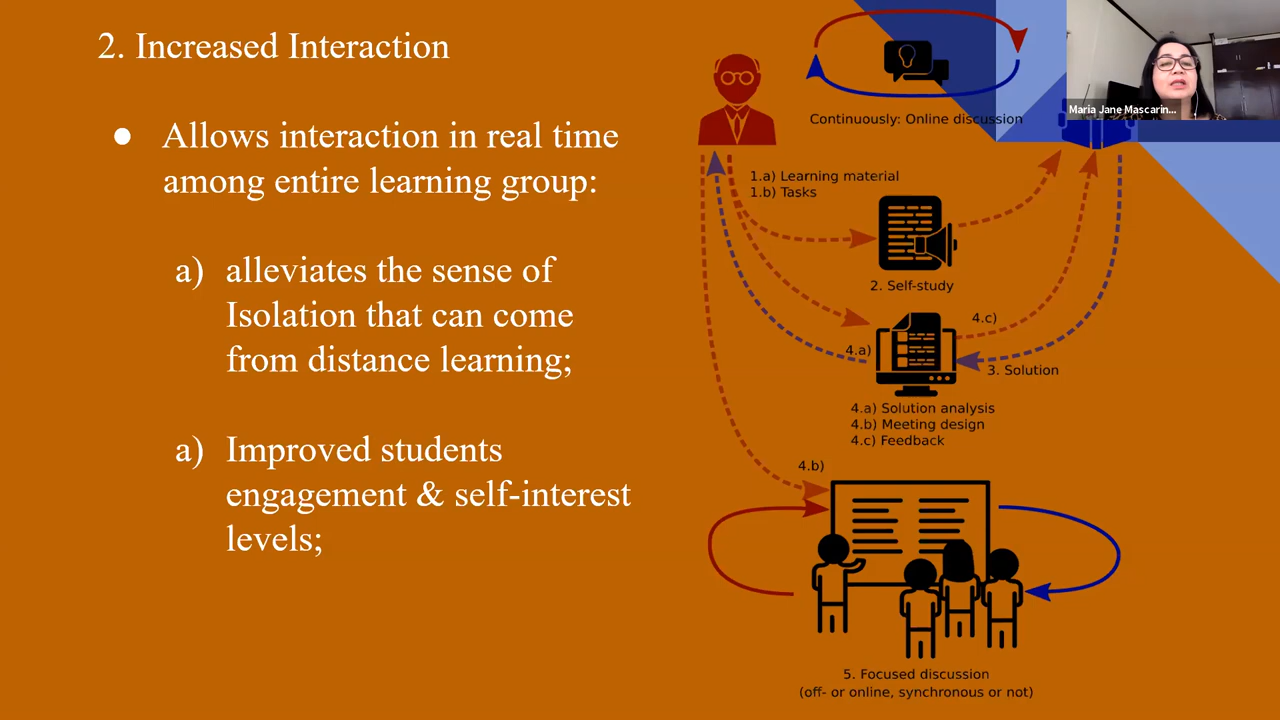 2. Increased Interaction
● Allows interaction in real time
among entire learning group:
a) alleviates the sense of
Isolation that can come
from distance learning;
a) Improved students
engagement & self-interest
levels;
Continuously: Online discussion
Maria Jane Mascarin...
1.a) Learning material
1.b) Tasks
2. Self-study
4.c)
4.a)
3. Solution
4.a) Solution analysis
4.b) Meeting design
4.c) Feedback
4.b)
5. Focused discussion
(off- or online, synchronous or not)